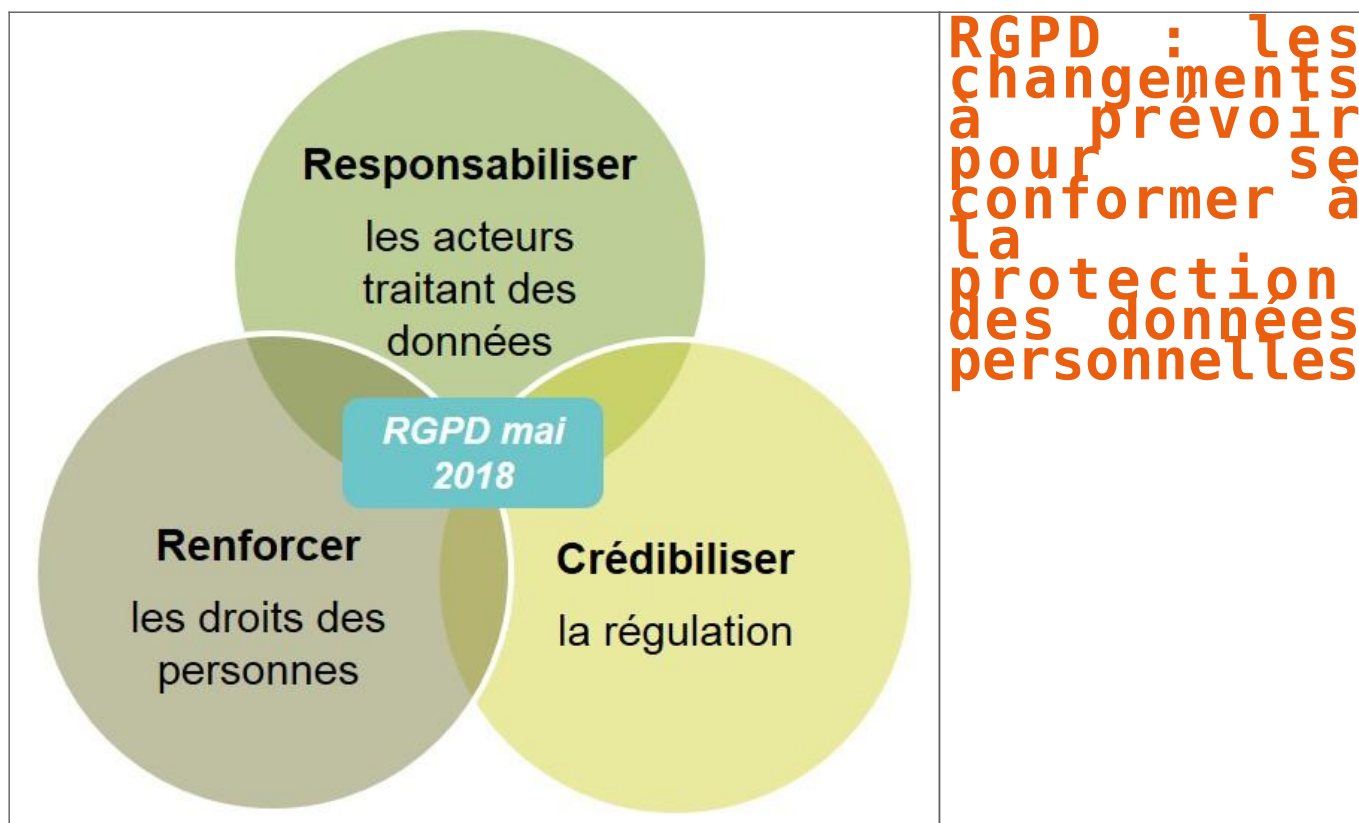 Responsabiliser
les acteurs
traitant des
données
RGPD mai
2018
Renforcer
les droits des
personnes
Crédibiliser
la régulation
RGPD : les
changements
à prévoir
pour se
conformer à
la
protection
des données
personnelles